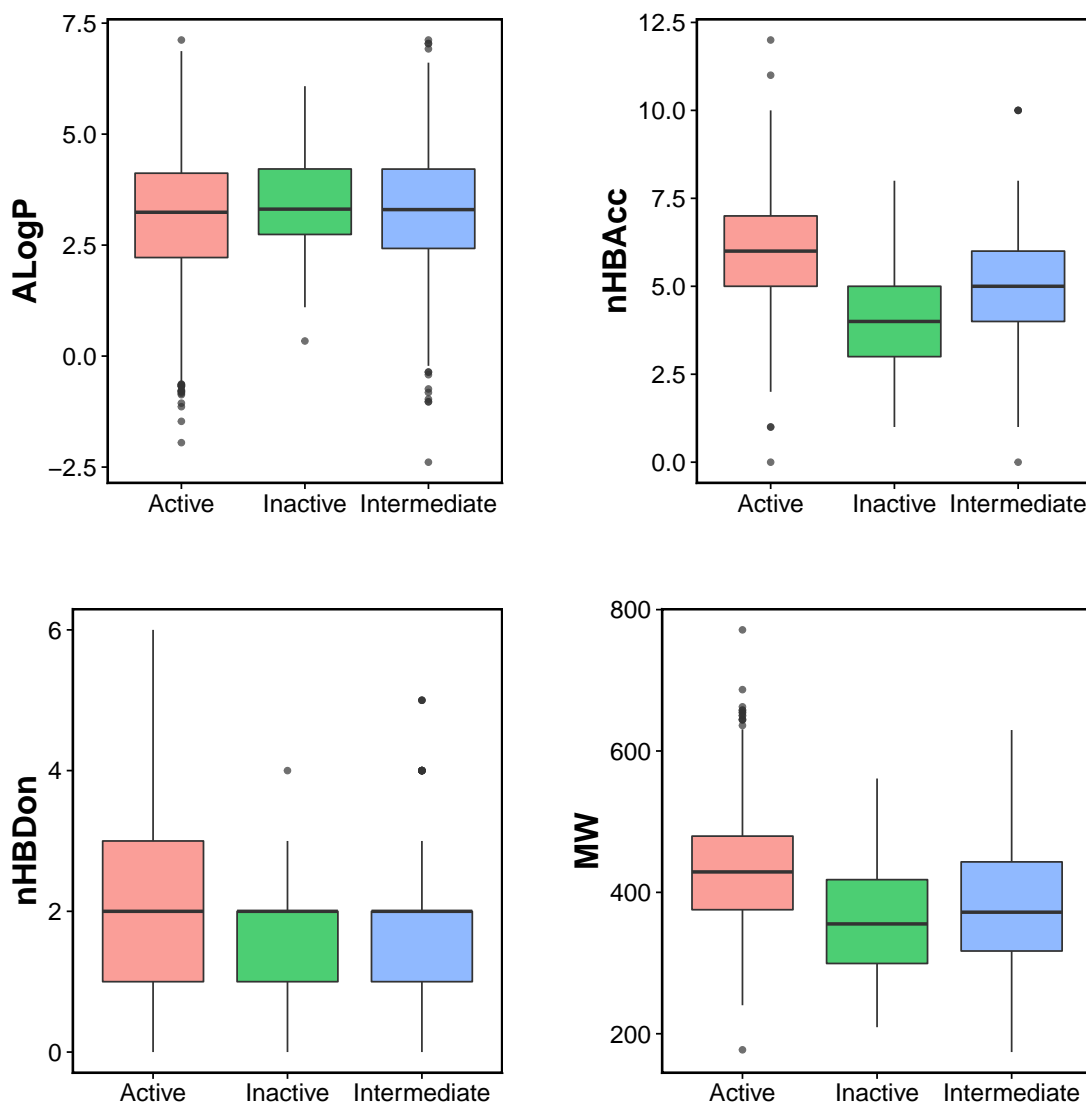 ALogP
7.5
5.0
2.5
0.0
−2.5
Active Inactive Intermediate
nHBAcc
12.5
10.0
7.5
5.0
2.5
0.0
Active Inactive Intermediate
nHBDon
6
4
2
0
Active Inactive Intermediate
MW
800
600
400
200
Active Inactive Intermediate